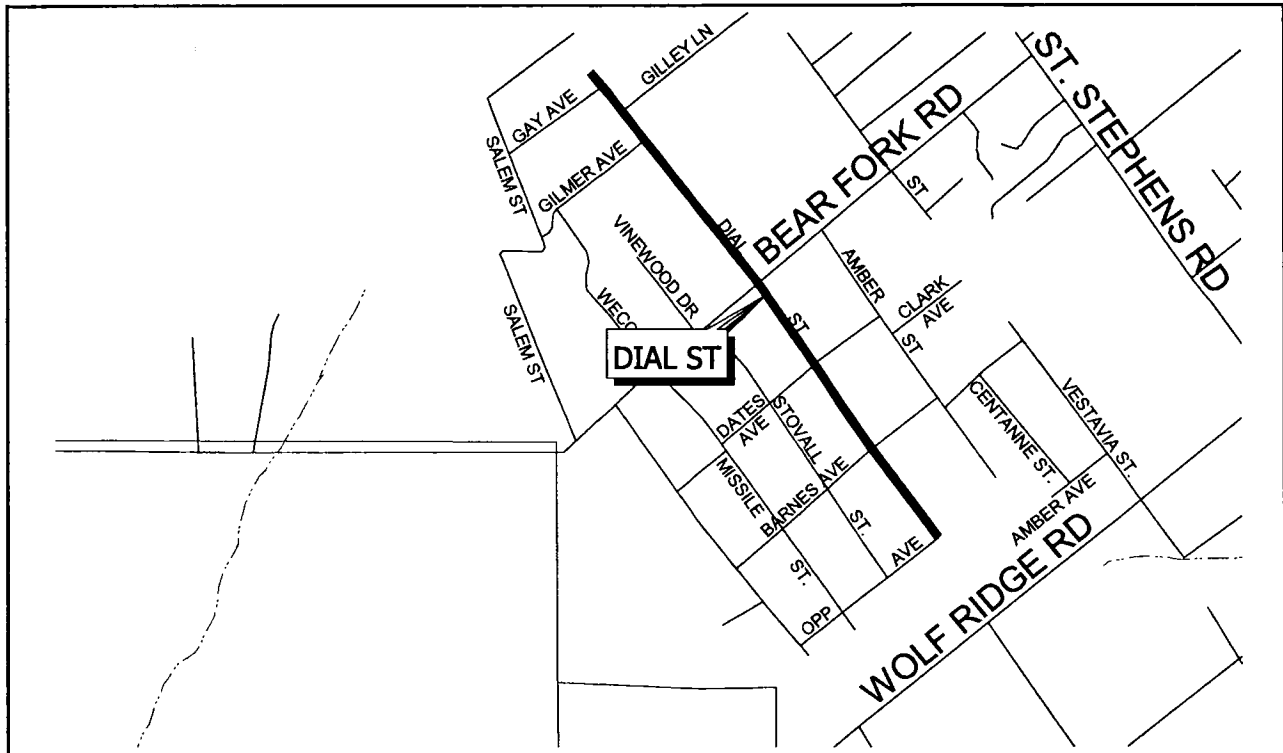 GILLEY LN
GAY AVE
SALEM ST
GILMER AVE
ST. STEPHENS RD
BEAR FORK RD
ST
DIAL
ST
VINEWOOD DR
AMBER
ST
CLARK
AVE
SALEM ST
DIAL ST
DATES
AVE
STOVALL
ST.
MISSILE
ST.
BARNES AVE
CENTANNE ST.
VESTAVIA ST.
AMBER AVE
OPP
AVE
WOLF RIDGE RD